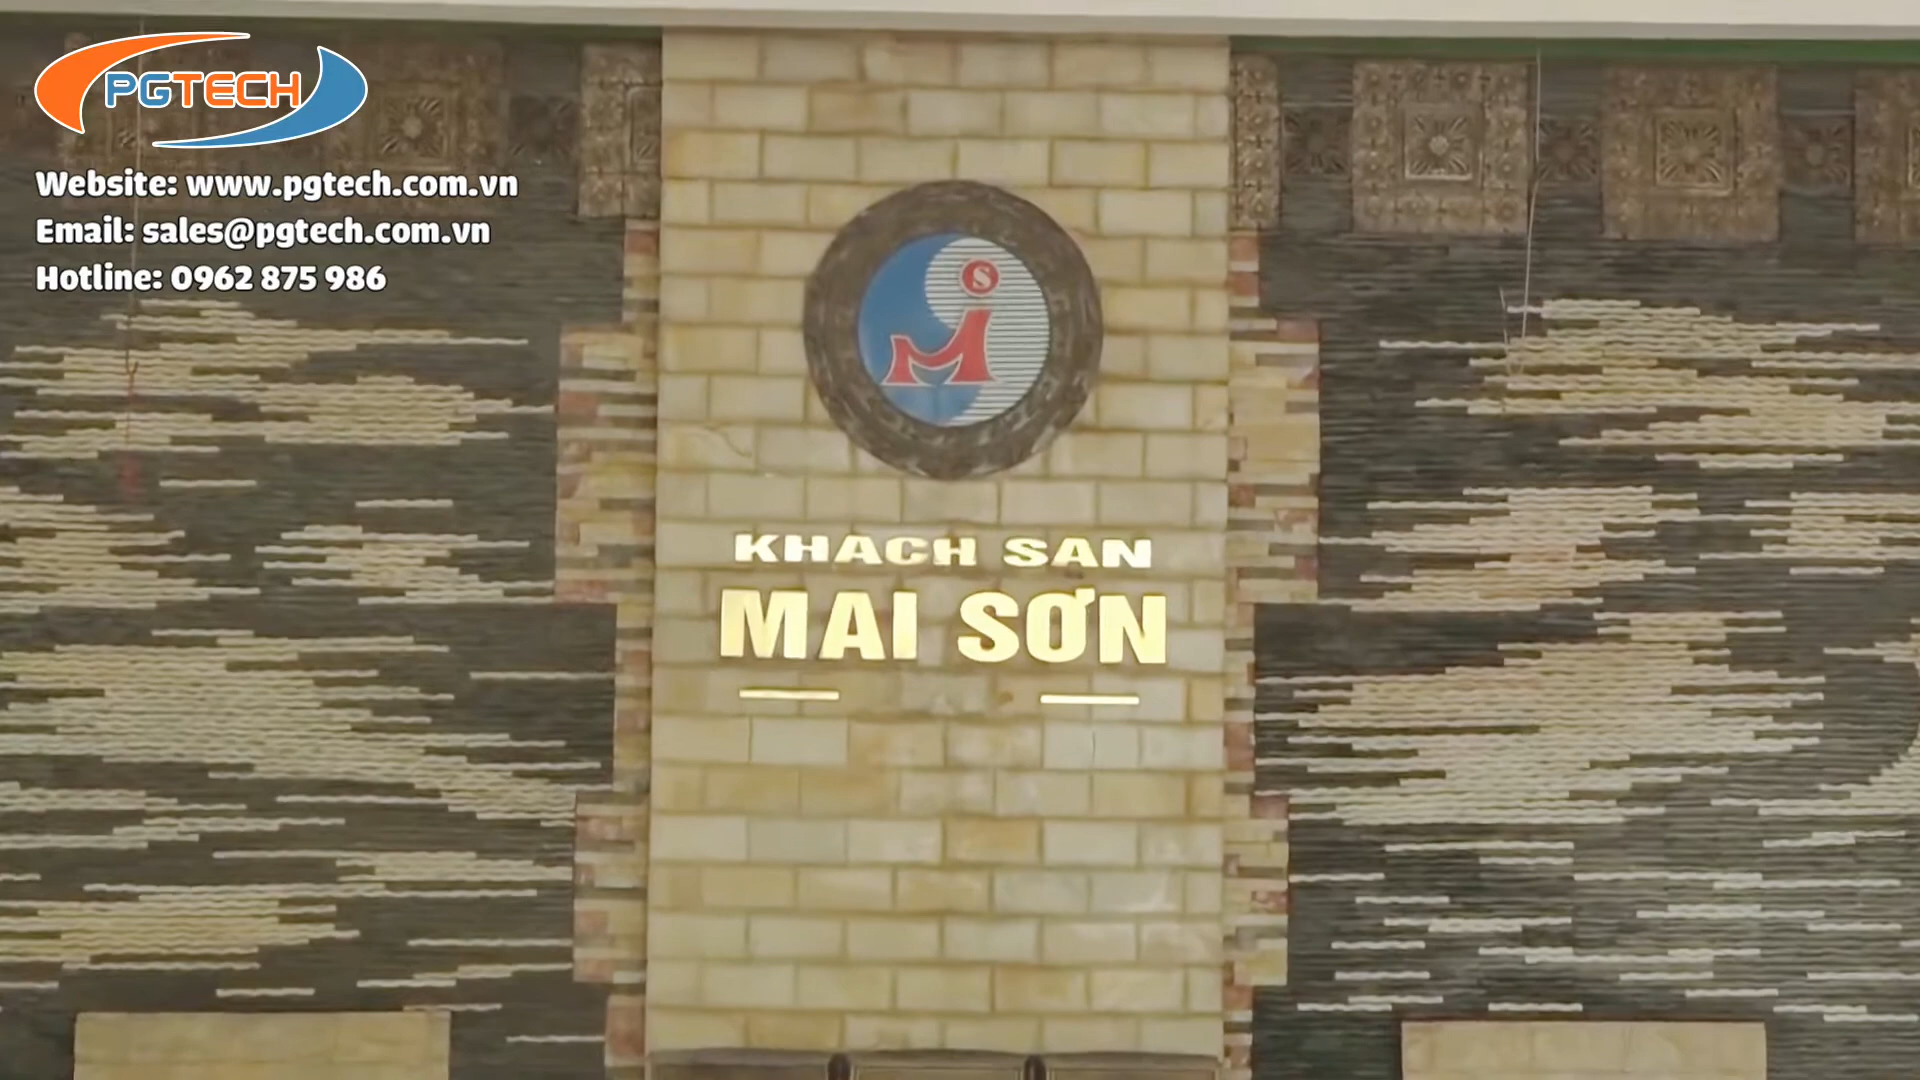 PGTECH
Website: www.pgtech.com.vn
Email: sales@pgtech.com.vn
Hotline: 0962 875 986
S
M
KHACH SAN
MAI SƠN